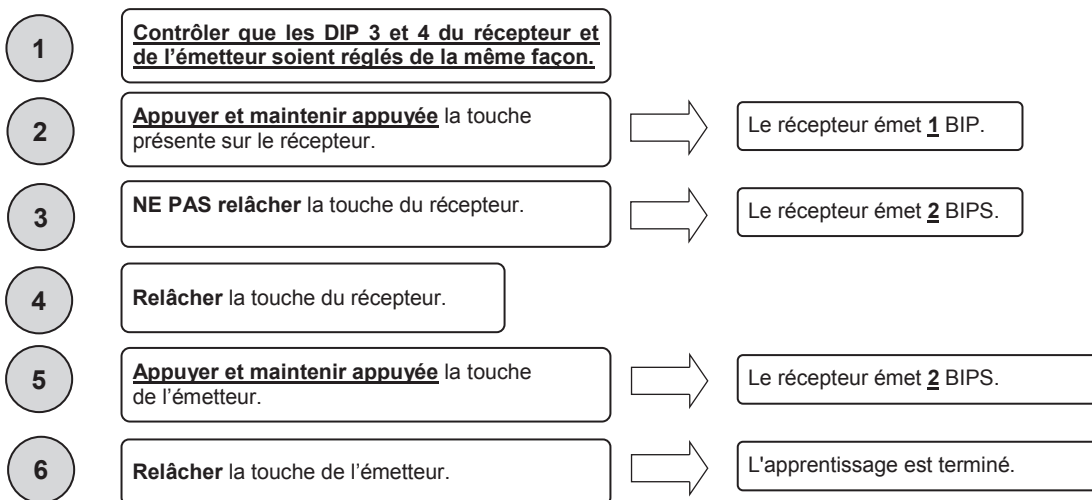 1
Contrôler que les DIP 3 et 4 du récepteur et
de l'émetteur soient réglés de la même façon.
2
Appuyer et maintenir appuyée la touche
présente sur le récepteur.
Le récepteur émet 1 BIP.
3
NE PAS relâcher la touche du récepteur.
Le récepteur émet 2 BIPS.
4
Relâcher la touche du récepteur.
5
Appuyer et maintenir appuyée la touche
de l'émetteur.
Le récepteur émet 2 BIPS.
6
Relâcher la touche de l'émetteur.
L'apprentissage est terminé.